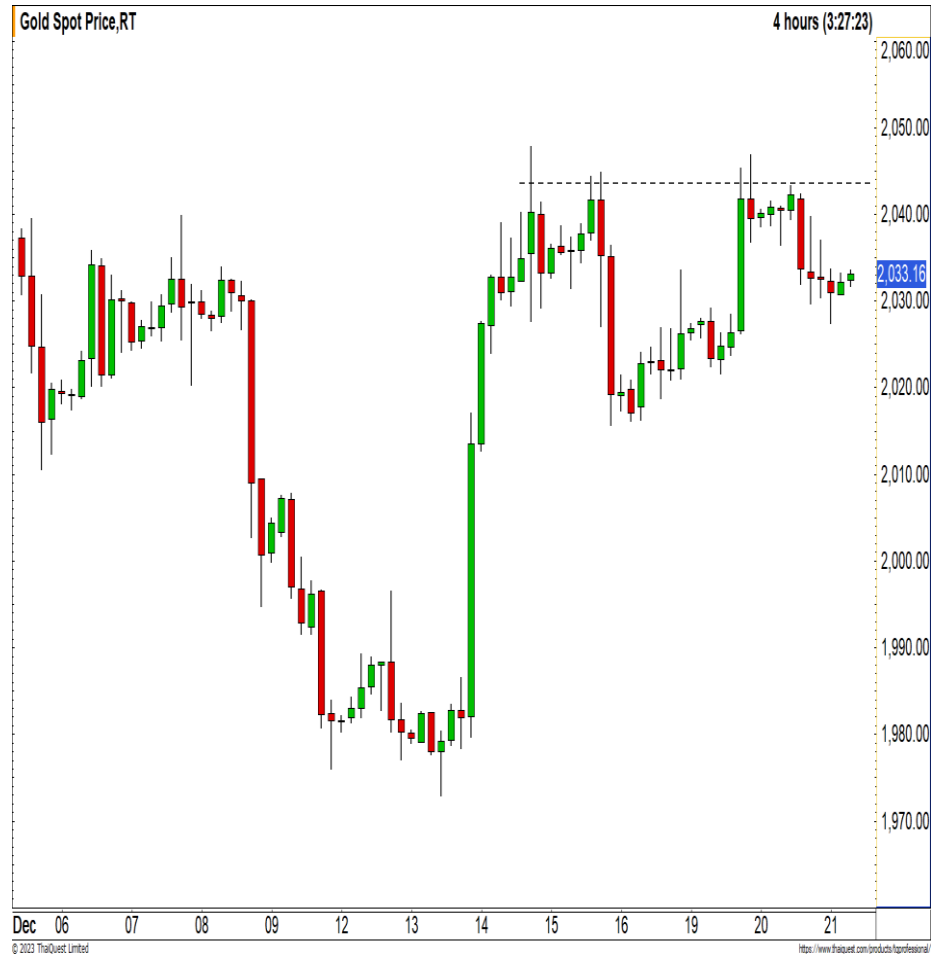 Gold Spot Price,RT
4 hours (3:27:23)
2,060.00
2,050.00
2,040.00
2,033.16
2,030.00
2,020.00
2,010.00
2,000.00
1,990.00
1,980.00
1,970.00
Dec 06 07 08 09 12 13 14 15 16 19 20 21
© 2023 ThaiQuest Limited
https://www.thaiquest.com/products/tqprofessional/